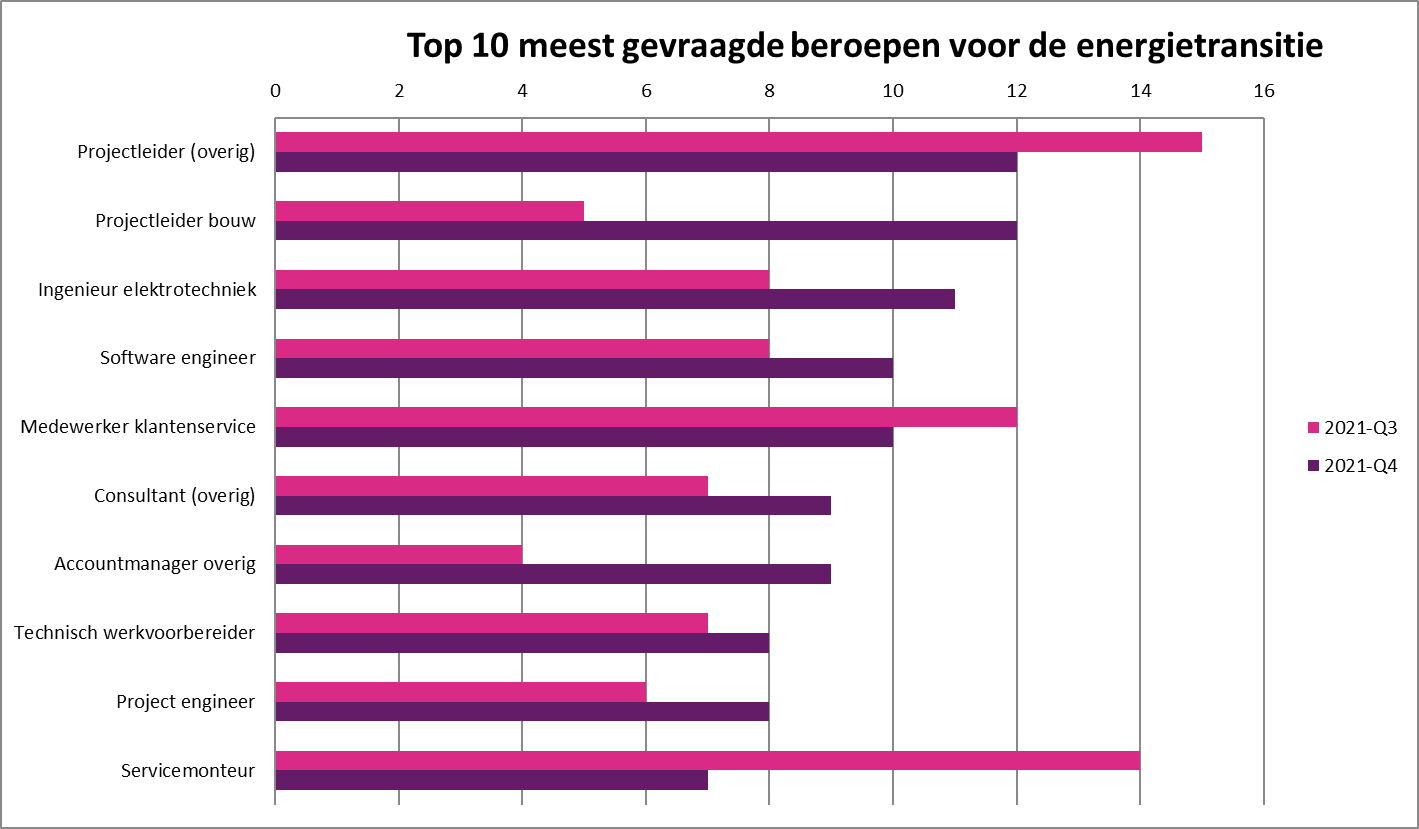 Top 10 meest gevraagde beroepen voor de energietransitie
0 2 4 6 8 10 12 14 16
Projectleider (overig)
Projectleider bouw
Ingenieur elektrotechniek
Software engineer
Medewerker klantenservice
Consultant (overig)
Accountmanager overig
Technisch werkvoorbereider
Project engineer
Servicemonteur
2021-Q3
2021-Q4